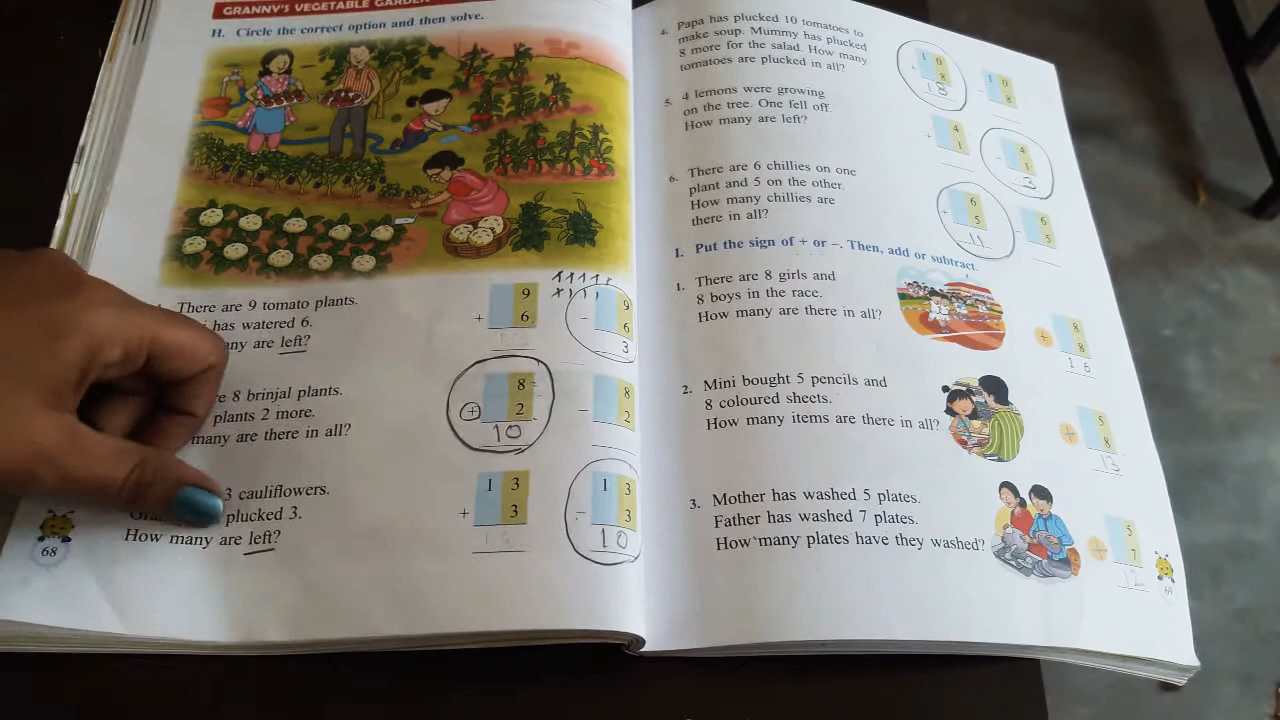 GRANNY'S VEGETABLE GARDEN
H. Circle the correct option and then solve.
There are 9 tomato plants.
has watered 6.
are left?
9
+ 6
9
- 6
3
8 brinjal plants.
plants 2 more.
many are there in all?
8
+ 2
10
8
- 2
3 cauliflowers.
plucked 3.
How many are left?
1 3
+ 3
1 3
- 3
1 0
68
4. Papa has plucked 10 tomatoes to
make soup. Mummy has plucked
8 more for the salad. How many
tomatoes are plucked in all?
1 0
+ 8
18
1 0
- 8
5. 4 lemons were growing
on the tree. One fell off.
How many are left?
4
+ 1
4
- 1
3
6. There are 6 chillies on one
plant and 5 on the other.
How many chillies are
there in all?
6
+ 5
11
6
- 5
I. Put the sign of + or –. Then, add or subtract.
1. There are 8 girls and
8 boys in the race.
How many are there in all?
8
+ 8
1 6
2. Mini bought 5 pencils and
8 coloured sheets.
How many items are there in all?
5
+ 8
13
3. Mother has washed 5 plates.
Father has washed 7 plates.
How many plates have they washed?
5
+ 7
12
69